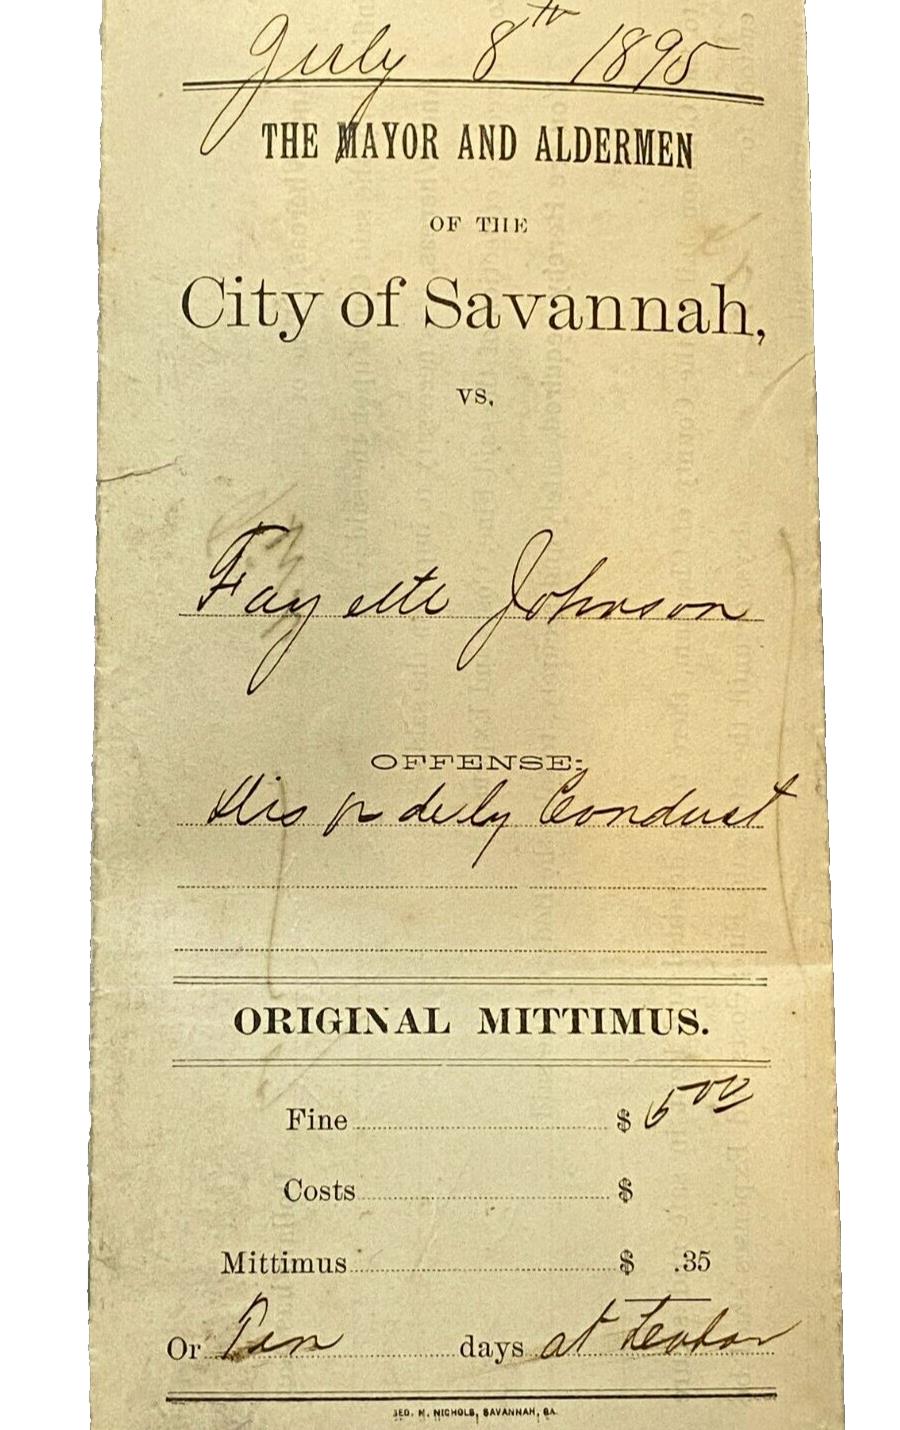 July 8th 1895
THE MAYOR AND ALDERMEN
OF THE
City of Savannah,
VS.
Fayette Johnson
OFFENSE:
Disorderly Conduct
ORIGINAL MITTIMUS.
Fine $ 5 00
Costs $
Mittimus $ .35
Or Ten days at Labor
GEO. N. NICHOLS, SAVANNAH, GA.